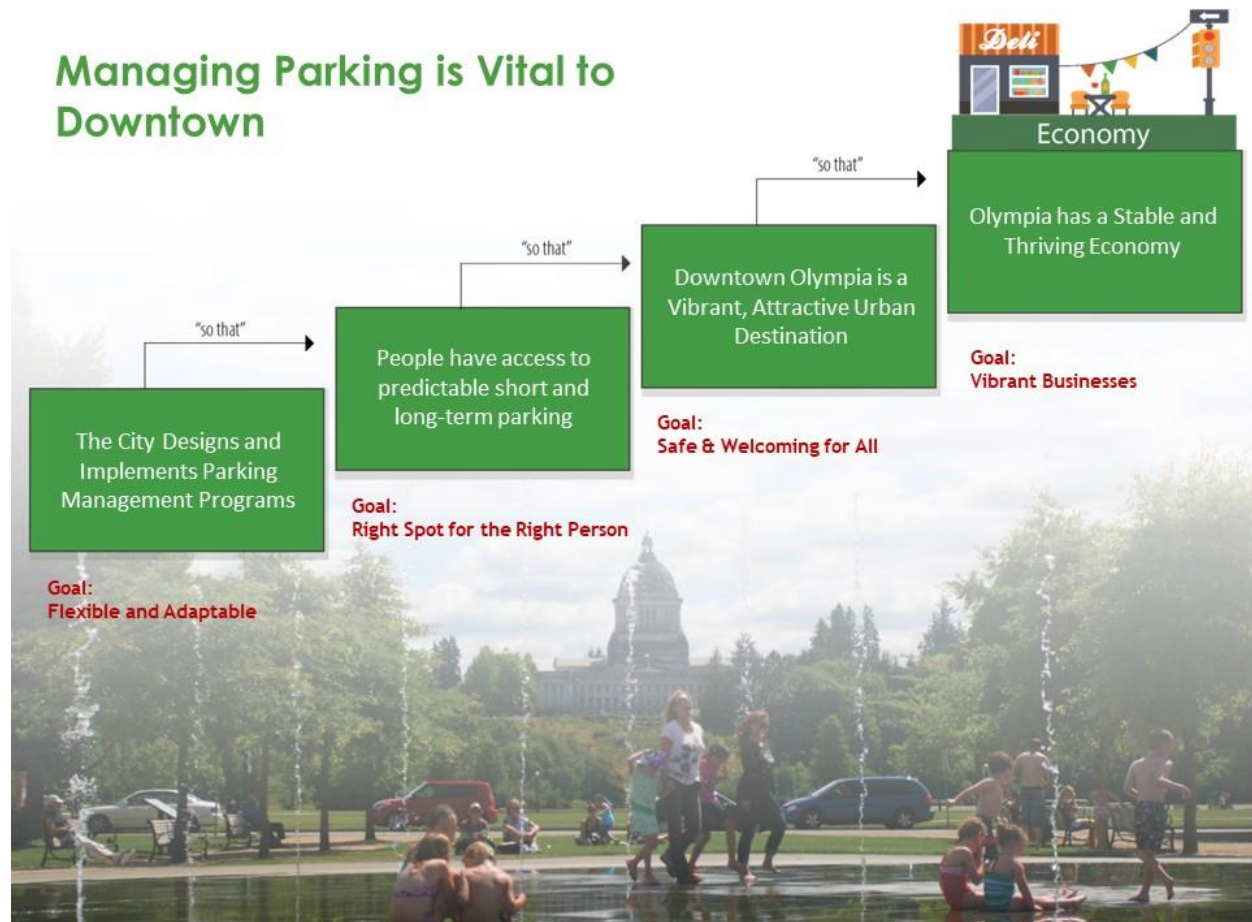 Managing Parking is Vital to
Downtown
Deli
Economy
"so that"
"so that"
"so that"
The City Designs and
Implements Parking
Management Programs
Goal:
Flexible and Adaptable
People have access to
predictable short and
long-term parking
Goal:
Right Spot for the Right Person
Downtown Olympia is a
Vibrant, Attractive Urban
Destination
Goal:
Safe & Welcoming for All
Olympia has a Stable and
Thriving Economy
Goal:
Vibrant Businesses